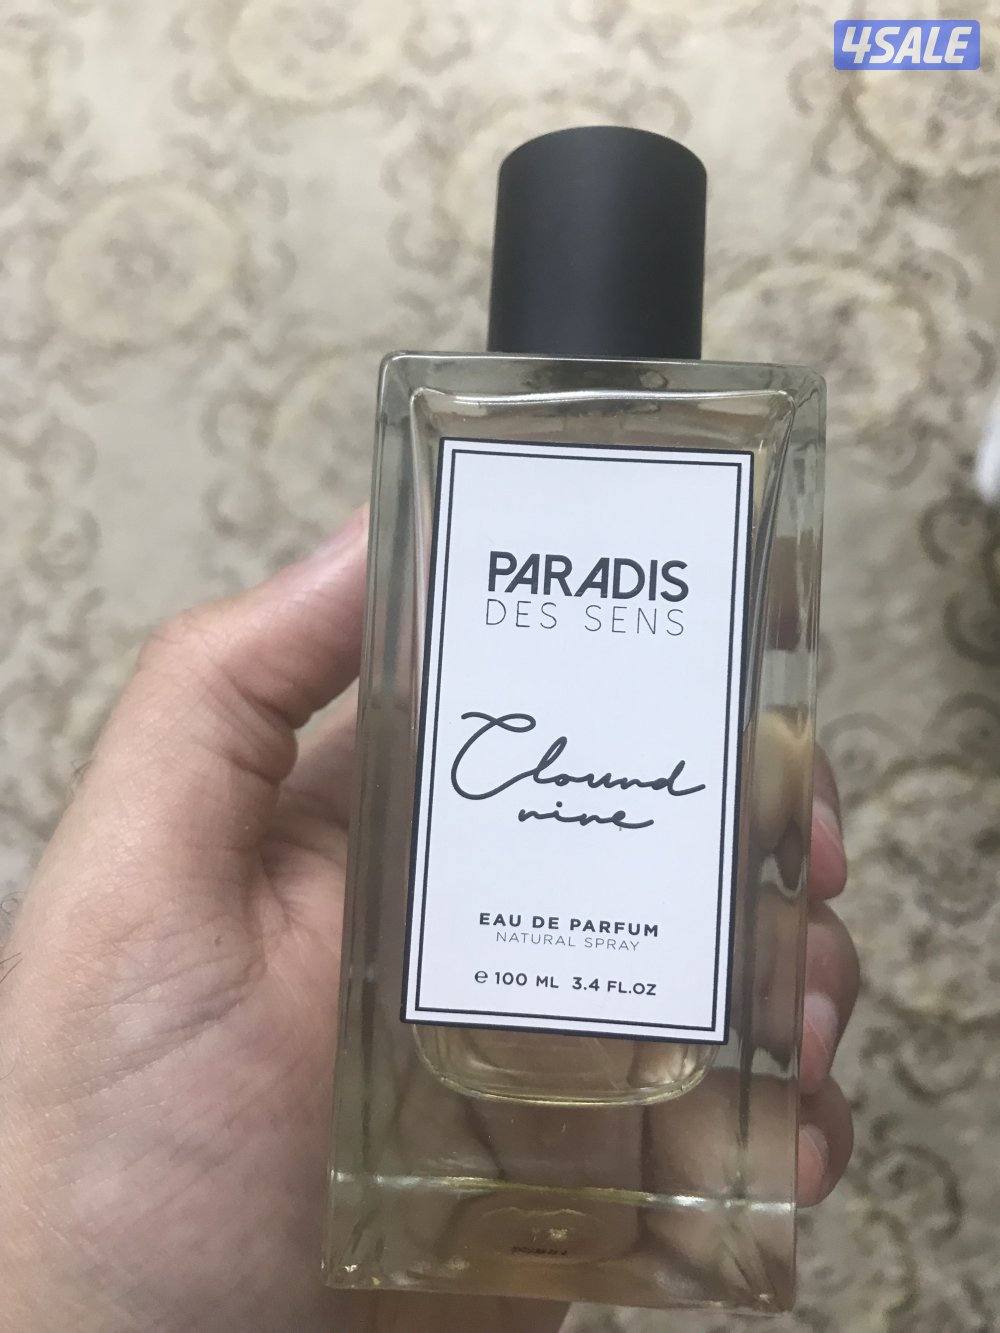 4SALE
PARADIS
DES SENS
Clound
nine
EAU DE PARFUM
NATURAL SPRAY
e 100 ML 3.4 FL.OZ